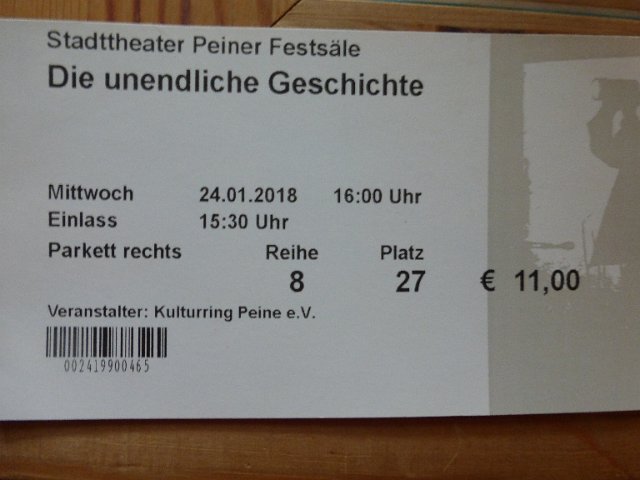 Stadttheater Peiner Festsäle
Die unendliche Geschichte
Mittwoch 24.01.2018 16:00 Uhr
Einlass 15:30 Uhr
Parkett rechts Reihe Platz
8 27 € 11,00
Veranstalter: Kulturring Peine e.V.
002419900465